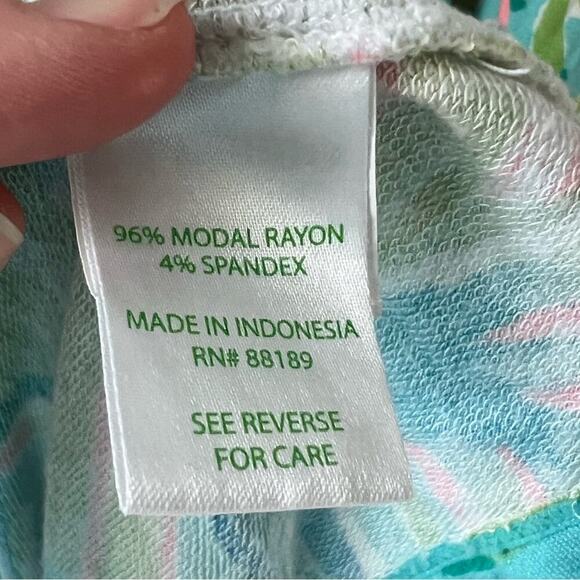 96% MODAL RAYON
4% SPANDEX
MADE IN INDONESIA
RN# 88189
SEE REVERSE
FOR CARE